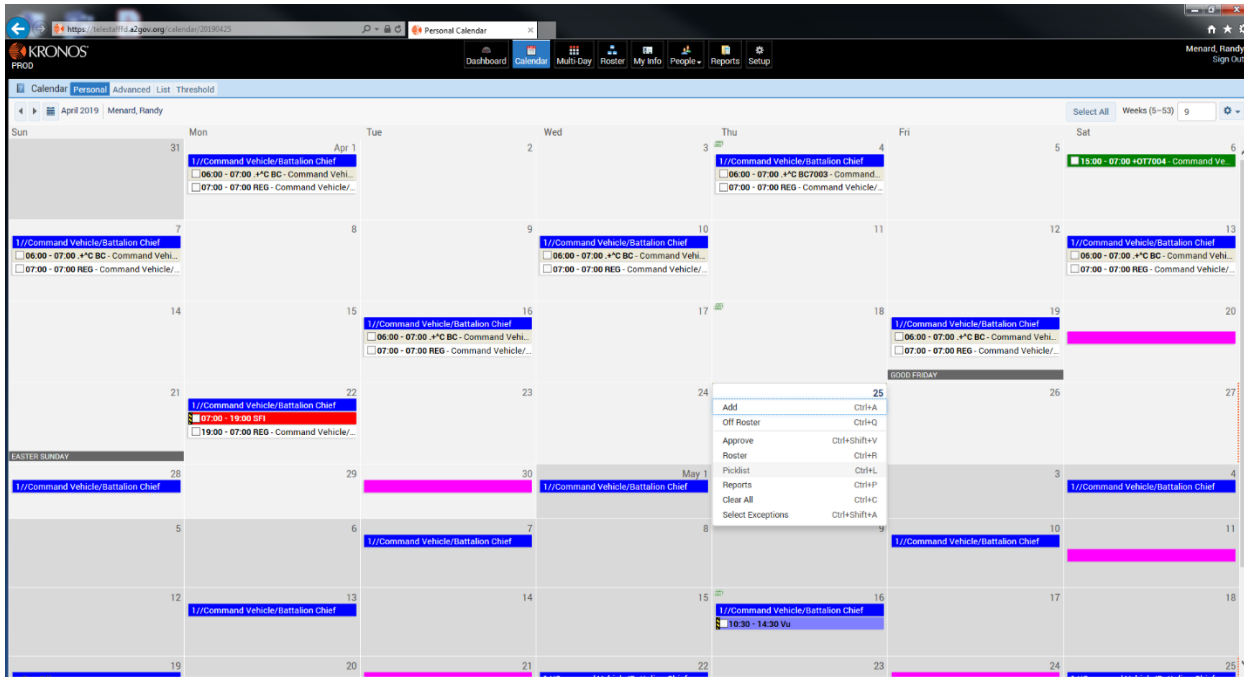 https://telestafffd.a2gov.org/calendar/20190425
Personal Calendar
KRONOS
PROD
Dashboard Calendar Multi-Day Roster My Info People Reports Setup
Menard, Randy
Sign Out
Calendar Personal Advanced List Threshold
April 2019 Menard, Randy
Select All Weeks (5-53) 9
Sun Mon Tue Wed Thu Fri Sat
31 Apr 1 2 3 4 5 6
1//Command Vehicle/Battalion Chief
06:00 - 07:00 .+^C BC - Command Vehi...
07:00 - 07:00 REG - Command Vehicle/...
1//Command Vehicle/Battalion Chief
06:00 - 07:00 .+^C BC7003 - Command...
07:00 - 07:00 REG - Command Vehicle/...
15:00 - 07:00 +OT7004 - Command Ve...
7 8 9 10 11 12 13
1//Command Vehicle/Battalion Chief
06:00 - 07:00 .+^C BC - Command Vehi...
07:00 - 07:00 REG - Command Vehicle/...
1//Command Vehicle/Battalion Chief
06:00 - 07:00 .+^C BC - Command Vehi...
07:00 - 07:00 REG - Command Vehicle/...
1//Command Vehicle/Battalion Chief
06:00 - 07:00 .+^C BC - Command Vehi...
07:00 - 07:00 REG - Command Vehicle/...
14 15 16 17 18 19 20
1//Command Vehicle/Battalion Chief
06:00 - 07:00 .+^C BC - Command Vehi...
07:00 - 07:00 REG - Command Vehicle/...
1//Command Vehicle/Battalion Chief
06:00 - 07:00 .+^C BC - Command Vehi...
07:00 - 07:00 REG - Command Vehicle/...
GOOD FRIDAY
21 22 23 24 25 26 27
1//Command Vehicle/Battalion Chief
07:00 - 19:00 SFI
19:00 - 07:00 REG - Command Vehicle/...
EASTER SUNDAY
Add Ctrl+A
Off Roster Ctrl+Q
Approve Ctrl+Shift+V
Roster Ctrl+R
Picklist Ctrl+L
Reports Ctrl+P
Clear All Ctrl+C
Select Exceptions Ctrl+Shift+A
28 29 30 May 1 3 4
1//Command Vehicle/Battalion Chief
1//Command Vehicle/Battalion Chief
1//Command Vehicle/Battalion Chief
5 6 7 8 9 10 11
1//Command Vehicle/Battalion Chief
1//Command Vehicle/Battalion Chief
12 13 14 15 16 17 18
1//Command Vehicle/Battalion Chief
1//Command Vehicle/Battalion Chief
10:30 - 14:30 Vu
19 20 21 22 23 24 25